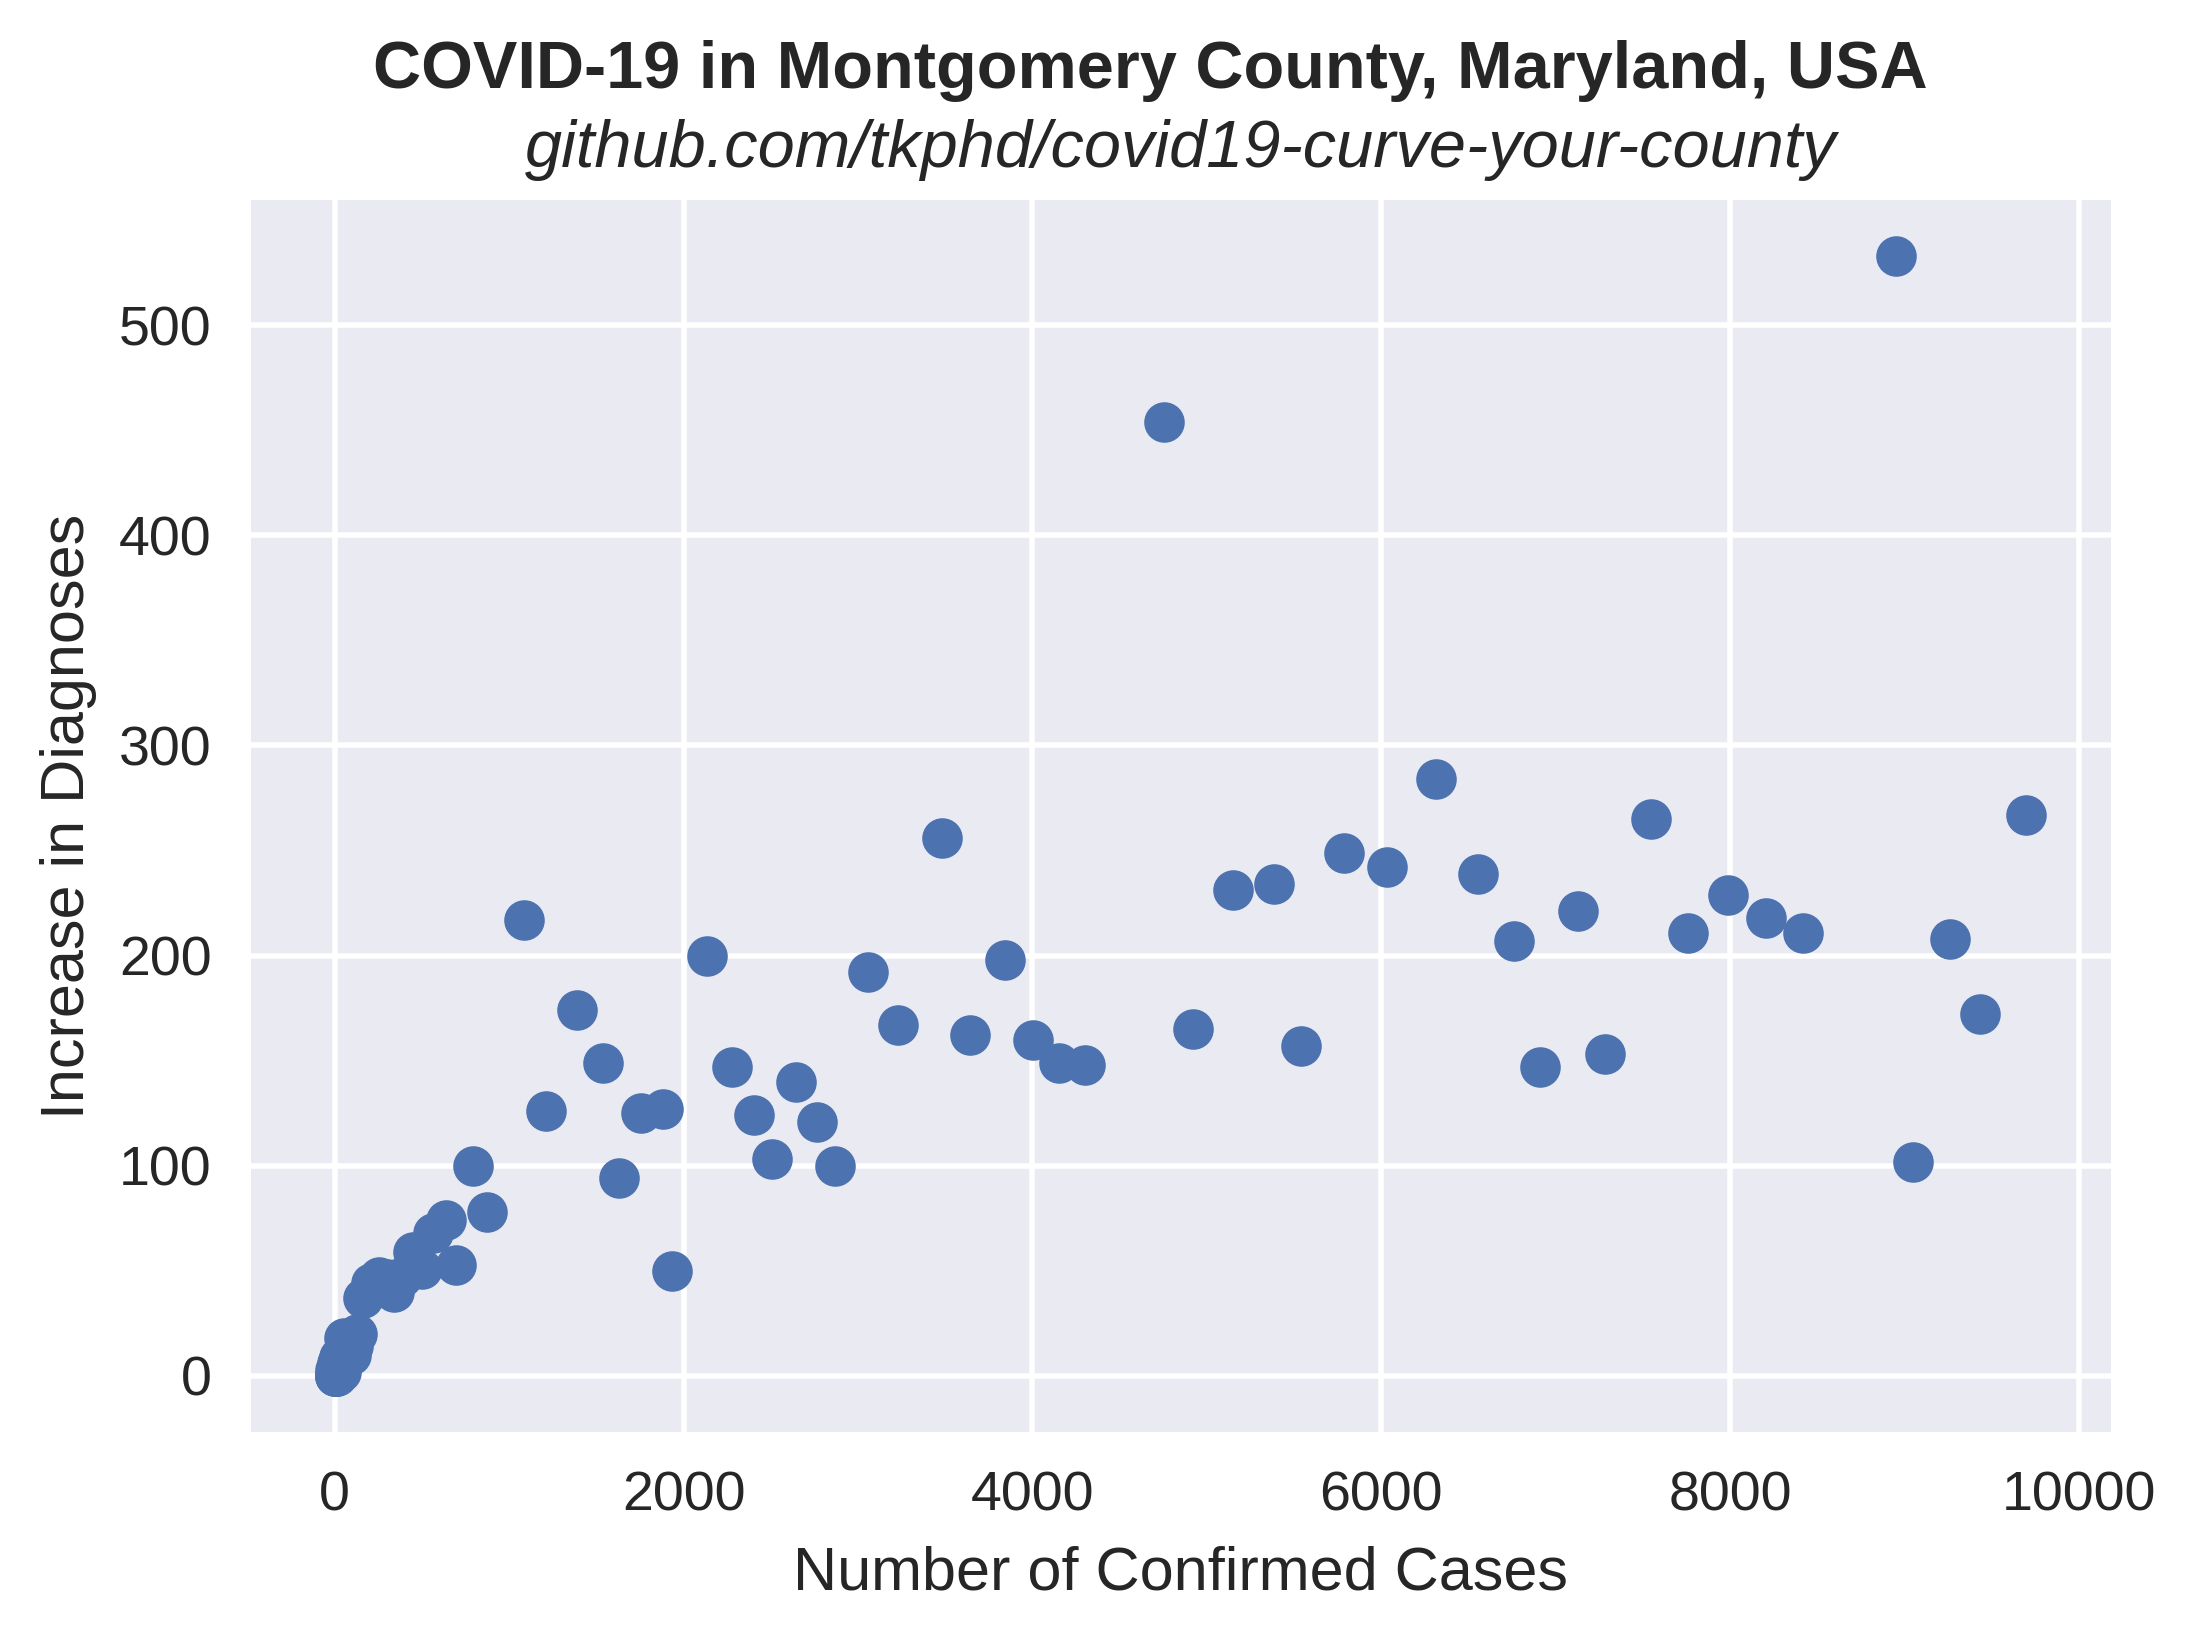 COVID-19 in Montgomery County, Maryland, USA
github.com/tkphd/covid19-curve-your-county
500
400
300
200
100
0
Increase in Diagnoses
0 2000 4000 6000 8000 10000
Number of Confirmed Cases